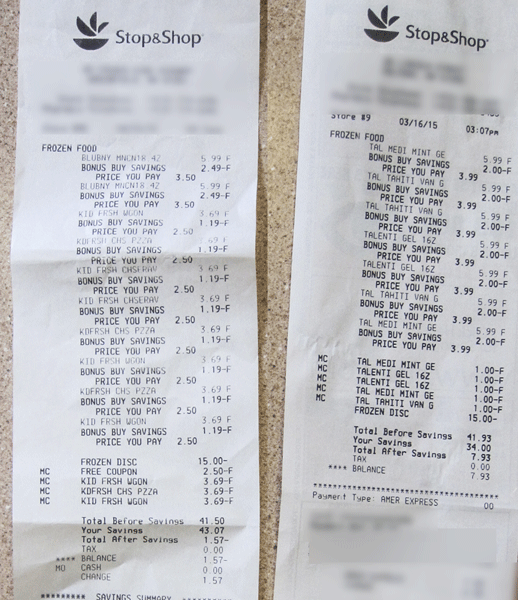 Stop&Shop
FROZEN FOOD
BLUBNY MNCN18 4Z 5.99 F
BONUS BUY SAVINGS 2.49-F
PRICE YOU PAY 3.50
BLUBNY MNCN18 4Z 5.99 F
BONUS BUY SAVINGS 2.49-F
PRICE YOU PAY 3.50
KID FRSH WGON 3.69 F
BONUS BUY SAVINGS 1.19-F
PRICE YOU PAY 2.50
KDFRSH CHS PZZA 3.69 F
BONUS BUY SAVINGS 1.19-F
PRICE YOU PAY 2.50
KID FRSH CHSERAV 3.69 F
BONUS BUY SAVINGS 1.19-F
PRICE YOU PAY 2.50
KID FRSH CHSERAV 3.69 F
BONUS BUY SAVINGS 1.19-F
PRICE YOU PAY 2.50
KDFRSH CHS PZZA 3.69 F
BONUS BUY SAVINGS 1.19-F
PRICE YOU PAY 2.50
KID FRSH WGON 3.69 F
BONUS BUY SAVINGS 1.19-F
PRICE YOU PAY 2.50
KDFRSH CHS PZZA 3.69 F
BONUS BUY SAVINGS 1.19-F
PRICE YOU PAY 2.50
KID FRSH WGON 3.69 F
BONUS BUY SAVINGS 1.19-F
PRICE YOU PAY 2.50
FROZEN DISC 15.00-
MC FREE COUPON 2.50-F
MC KID FRSH WGON 3.69-F
MC KDFRSH CHS PZZA 3.69-F
MC KID FRSH WGON 3.69-F
Total Before Savings 41.50
Your Savings 43.07
Total After Savings 1.57-
TAX 0.00
**** BALANCE 1.57-
MO CASH 0.00
CHANGE 1.57
********** SAVINGS SUMMARY
Stop&Shop
Store #9 03/16/15 03:07pm
FROZEN FOOD
TAL MEDI MINT GE 5.99 F
BONUS BUY SAVINGS 2.00-F
PRICE YOU PAY 3.99
TAL TAHITI VAN G 5.99 F
BONUS BUY SAVINGS 2.00-F
PRICE YOU PAY 3.99
TAL TAHITI VAN G 5.99 F
BONUS BUY SAVINGS 2.00-F
PRICE YOU PAY 3.99
TALENTI GEL 16Z 5.99 F
BONUS BUY SAVINGS 2.00-F
PRICE YOU PAY 3.99
TALENTI GEL 16Z 5.99 F
BONUS BUY SAVINGS 2.00-F
PRICE YOU PAY 3.99
TAL TAHITI VAN G 5.99 F
BONUS BUY SAVINGS 2.00-F
PRICE YOU PAY 3.99
TAL MEDI MINT GE 5.99 F
BONUS BUY SAVINGS 2.00-F
PRICE YOU PAY 3.99
MC TAL MEDI MINT GE 1.00-F
MC TALENTI GEL 16Z 1.00-F
MC TALENTI GEL 16Z 1.00-F
MC TAL TAHITI VAN G 1.00-F
FROZEN DISC 15.00-
Total Before Savings 41.93
Your Savings 34.00
Total After Savings 7.93
TAX 0.00
**** BALANCE 7.93
Payment Type: AMER EXPRESS 00